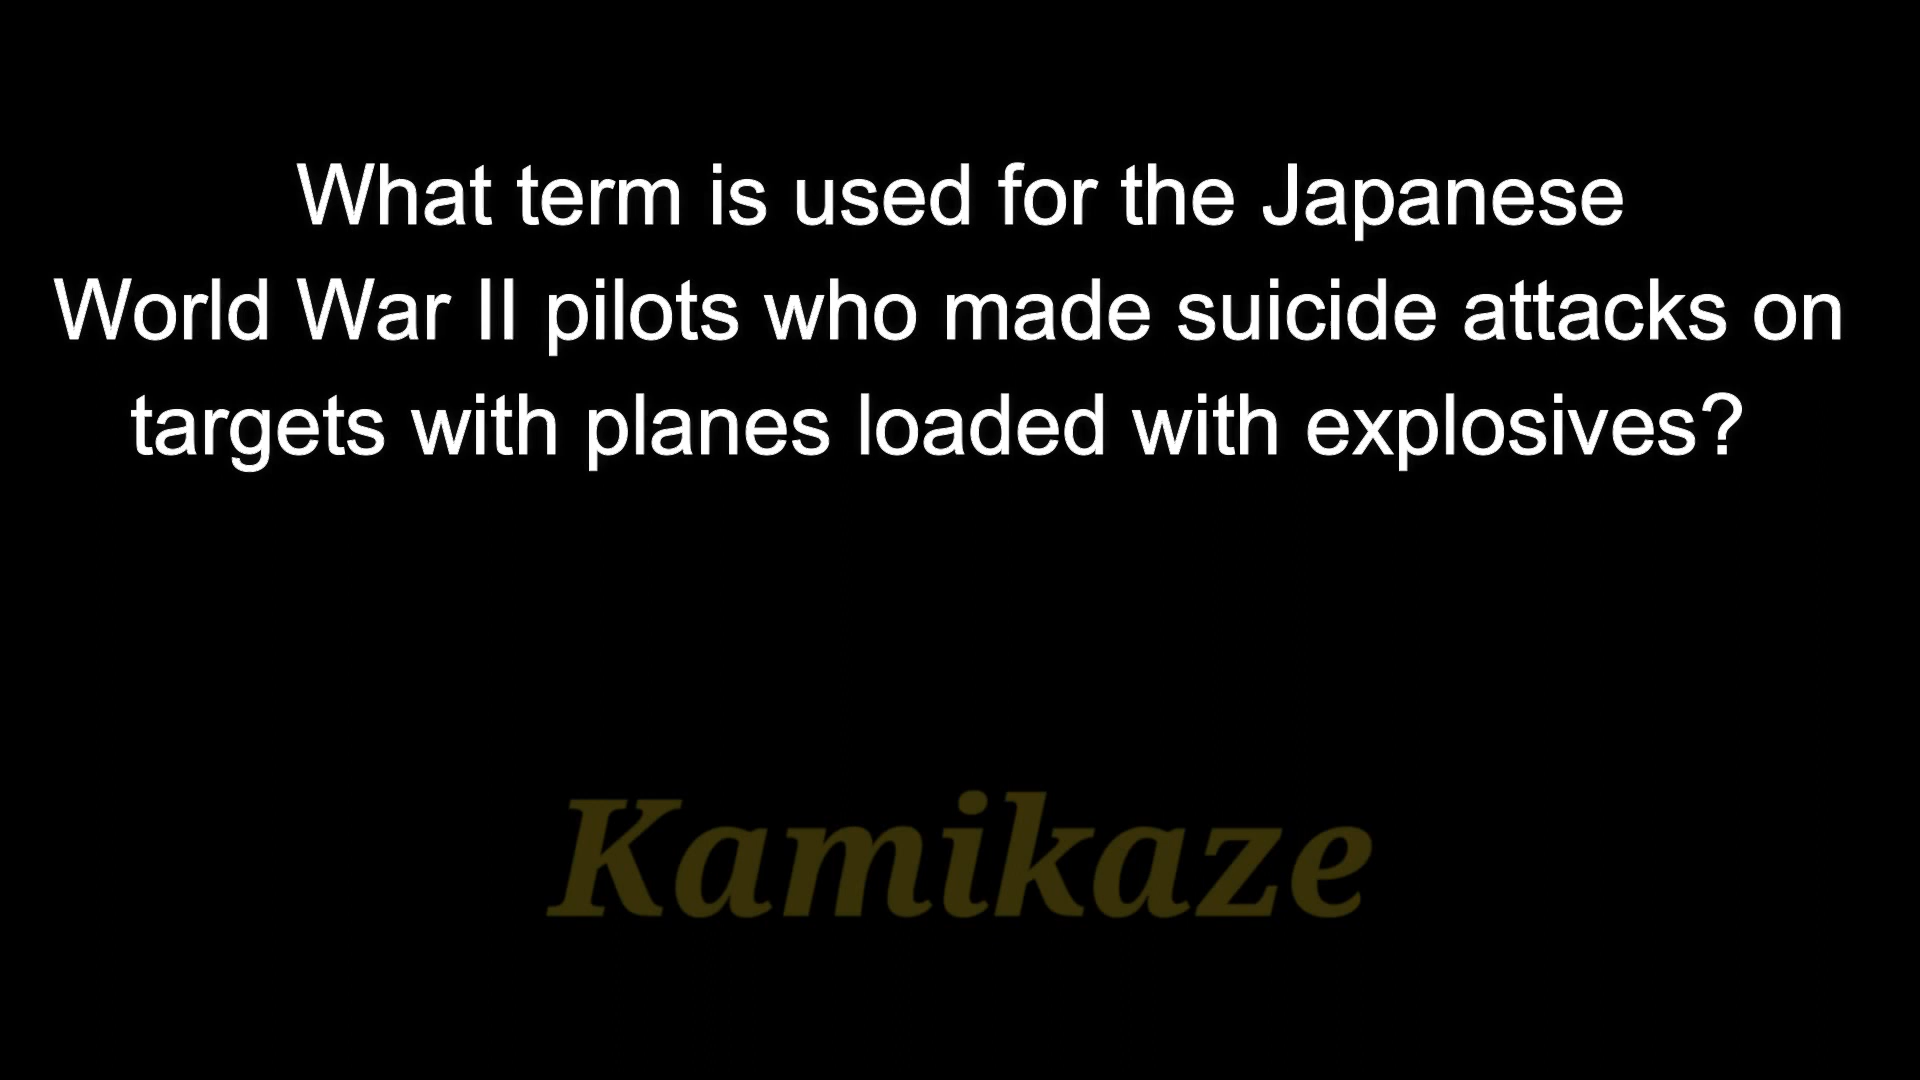 What term is used for the Japanese
World War II pilots who made suicide attacks on
targets with planes loaded with explosives?
Kamikaze